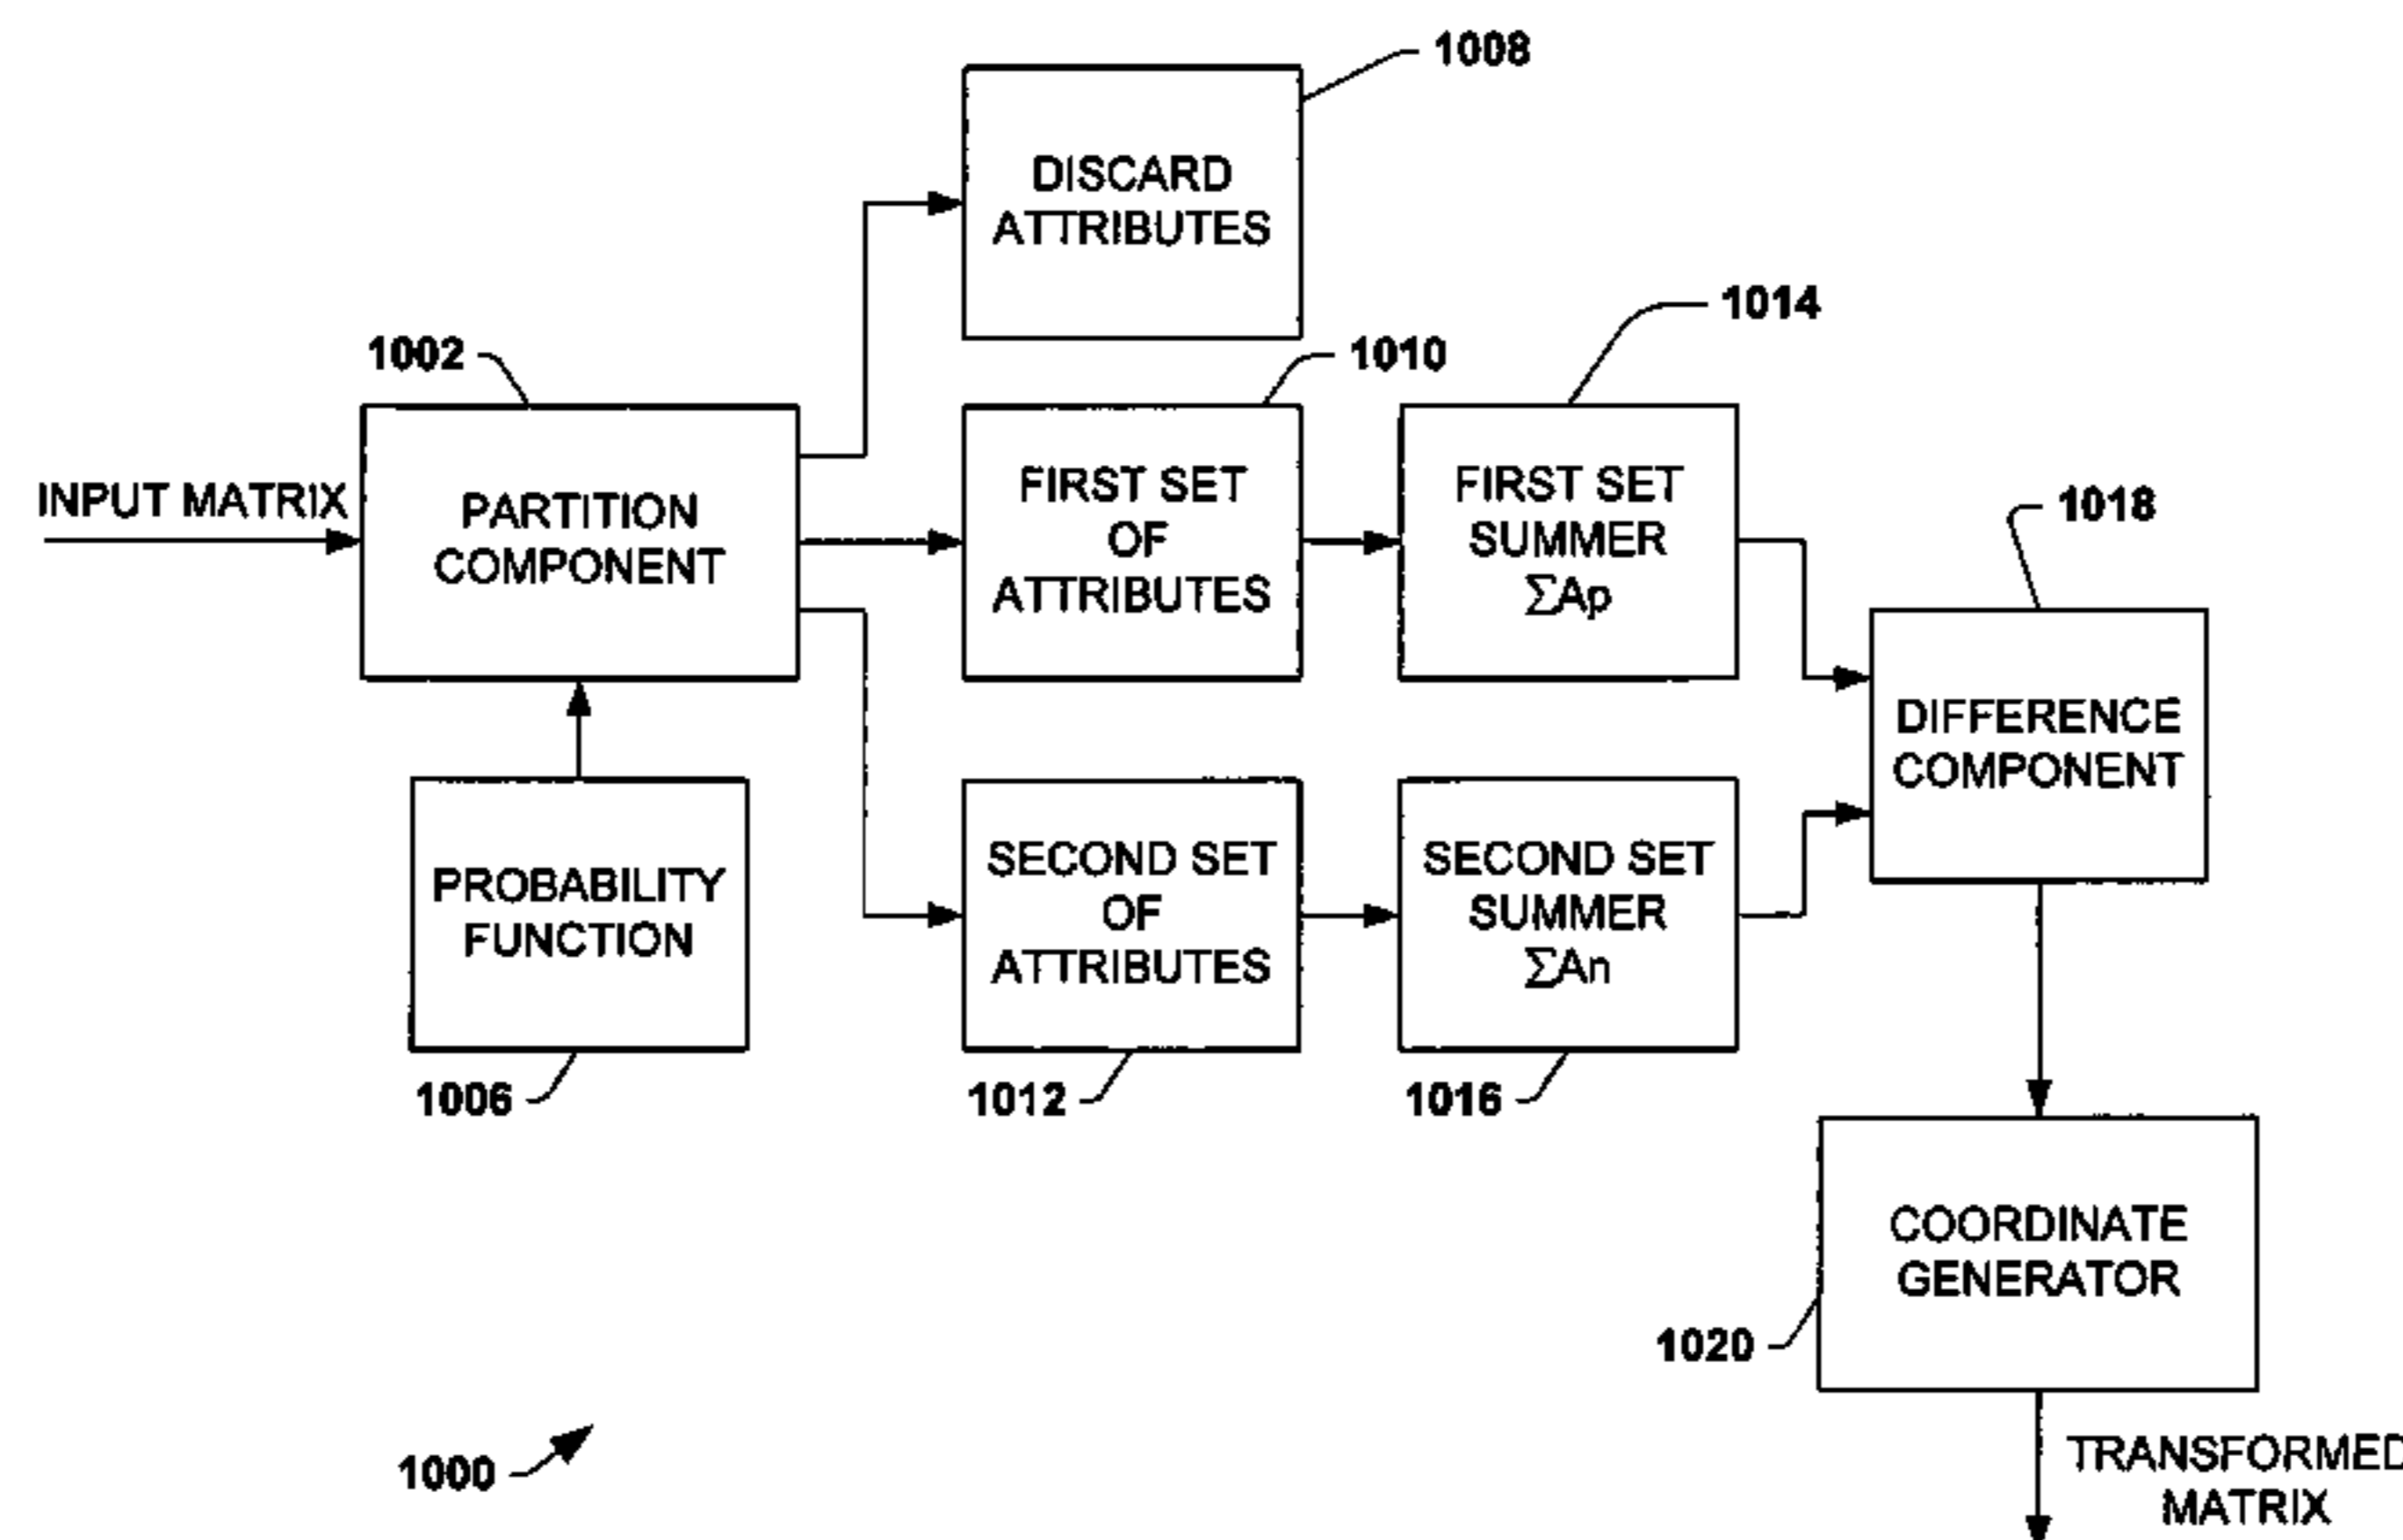 1008
DISCARD
ATTRIBUTES
1014
1002
1010
INPUT MATRIX
PARTITION
COMPONENT
FIRST SET
OF
ATTRIBUTES
FIRST SET
SUMMER
ΣAp
1018
DIFFERENCE
COMPONENT
PROBABILITY
FUNCTION
SECOND SET
OF
ATTRIBUTES
SECOND SET
SUMMER
ΣAn
1006
1012
1016
COORDINATE
GENERATOR
1020
1000
TRANSFORMED
MATRIX